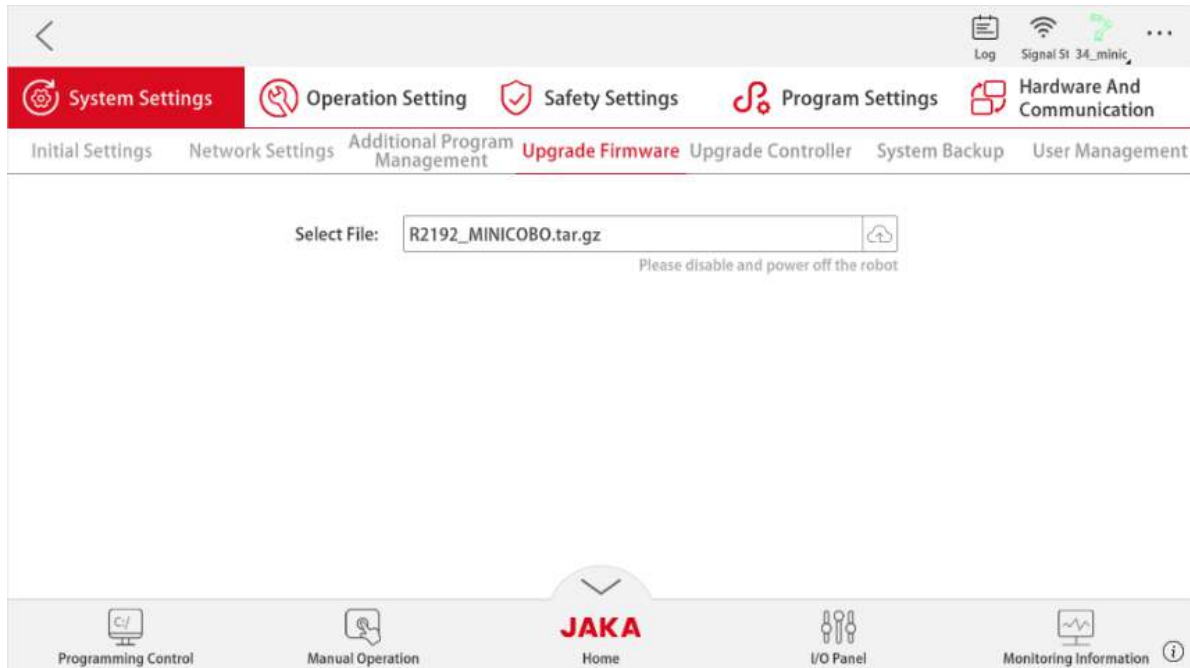 Log
Signal St
34_minic
System Settings
Operation Setting
Safety Settings
Program Settings
Hardware And
Communication
Initial Settings
Network Settings
Additional Program
Management
Upgrade Firmware
Upgrade Controller
System Backup
User Management
Select File:
R2192_MINICOBO.tar.gz
Please disable and power off the robot
C:/
Programming Control
Manual Operation
JAKA
Home
I/O Panel
Monitoring Information